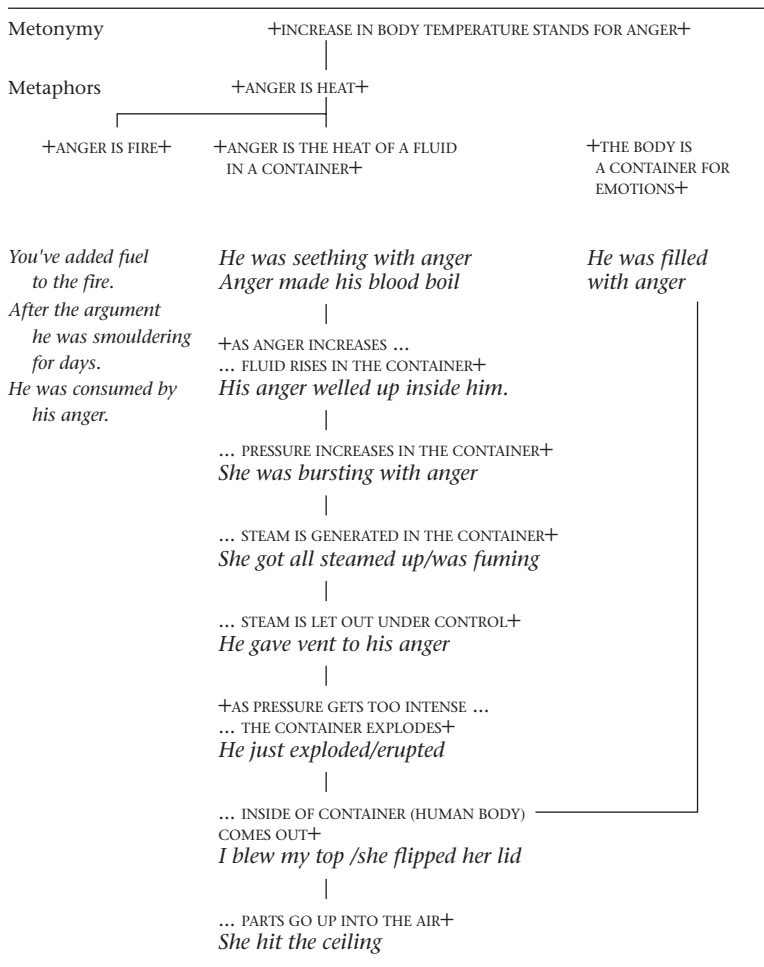 Metonymy +INCREASE IN BODY TEMPERATURE STANDS FOR ANGER+
Metaphors +ANGER IS HEAT+
+ANGER IS FIRE+
+ANGER IS THE HEAT OF A FLUID
IN A CONTAINER+
+THE BODY IS
A CONTAINER FOR
EMOTIONS+
You've added fuel
to the fire.
After the argument
he was smouldering
for days.
He was consumed by
his anger.
He was seething with anger
Anger made his blood boil
+AS ANGER INCREASES ...
... FLUID RISES IN THE CONTAINER+
His anger welled up inside him.
... PRESSURE INCREASES IN THE CONTAINER+
She was bursting with anger
... STEAM IS GENERATED IN THE CONTAINER+
She got all steamed up/was fuming
... STEAM IS LET OUT UNDER CONTROL+
He gave vent to his anger
+AS PRESSURE GETS TOO INTENSE ...
... THE CONTAINER EXPLODES+
He just exploded/erupted
... INSIDE OF CONTAINER (HUMAN BODY)
COMES OUT+
I blew my top /she flipped her lid
... PARTS GO UP INTO THE AIR+
She hit the ceiling
He was filled
with anger